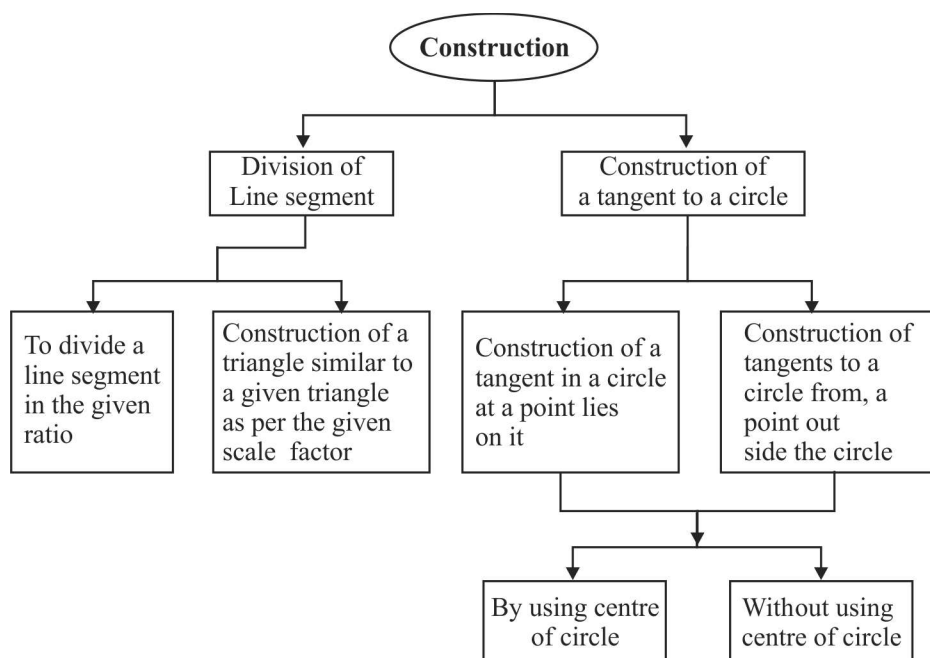 Construction
Division of
Line segment
Construction of
a tangent to a circle
To divide a
line segment
in the given
ratio
Construction of a
triangle similar to
a given triangle
as per the given
scale factor
Construction of a
tangent in a circle
at a point lies
on it
Construction of
tangents to a
circle from, a
point out
side the circle
By using centre
of circle
Without using
centre of circle